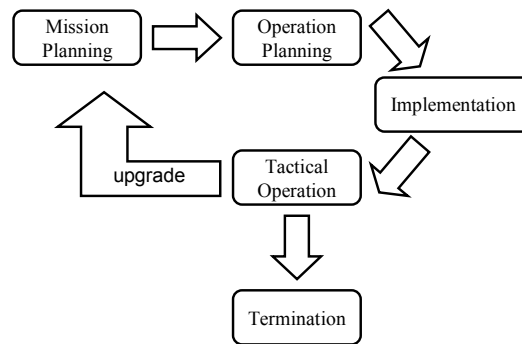 Mission
Planning
Operation
Planning
Implementation
Tactical
Operation
upgrade
Termination